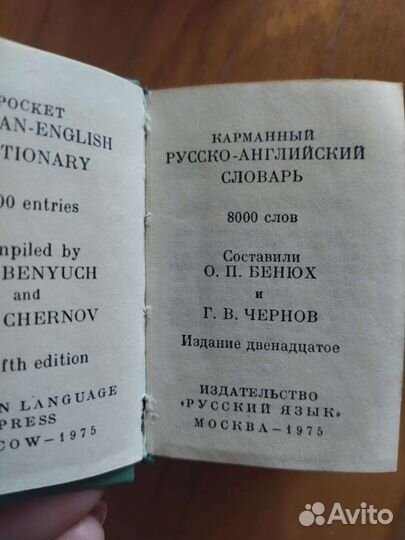 POCKET
AN-ENGLISH
TIONARY
00 entries
mpiled by
BENYUCH
and
CHERNOV
fth edition
N LANGUAGE
PRESS
COW—1975
КАРМАННЫЙ
РУССКО-АНГЛИЙСКИЙ
СЛОВАРЬ
8000 слов
Составили
О. П. БЕНЮХ
и
Г. В. ЧЕРНОВ
Издание двенадцатое
ИЗДАТЕЛЬСТВО
«РУССКИЙ ЯЗЫК»
МОСКВА—1975
Avito